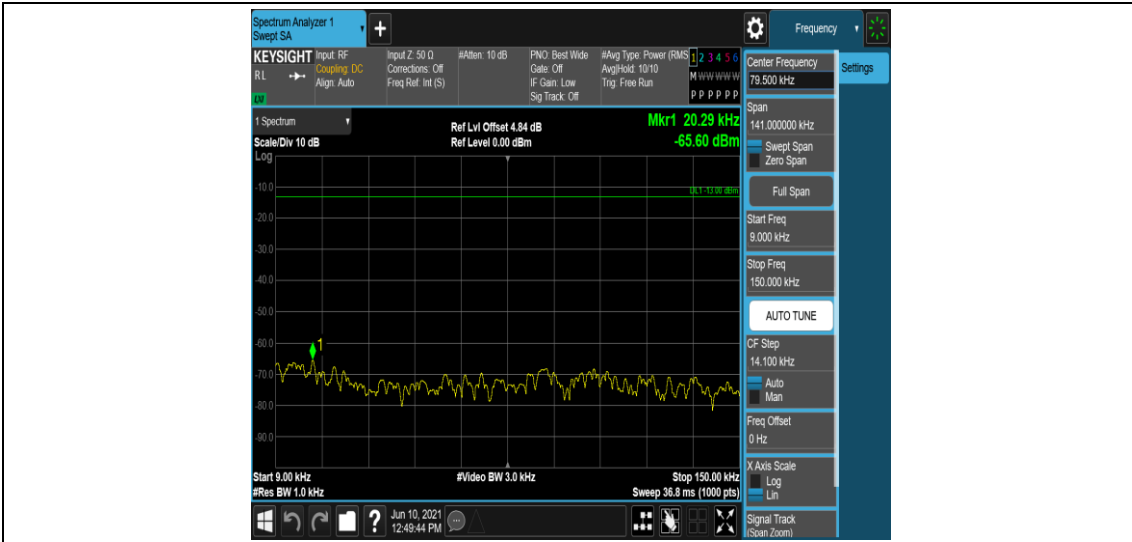 Spectrum Analyzer 1
Swept SA
+
Frequency
KEYSIGHT
RL
Input: RF
Coupling: DC
Align: Auto
Input Z: 50 Ω
Corrections: Off
Freq Ref: Int (S)
#Atten: 10 dB
PNO: Best Wide
Gate: Off
IF Gain: Low
Sig Track: Off
#Avg Type: Power (RMS
Avg|Hold: 10/10
Trig: Free Run
1 2 3 4 5 6
M W W W W W
P P P P P P
1 Spectrum
Scale/Div 10 dB
Ref Lvl Offset 4.84 dB
Ref Level 0.00 dBm
Mkr1 20.29 kHz
-65.60 dBm
Log
DL1 -13.00 dBm
-10.0
-20.0
-30.0
-40.0
-50.0
-60.0
-70.0
-80.0
-90.0
1
Start 9.00 kHz
#Res BW 1.0 kHz
#Video BW 3.0 kHz
Stop 150.00 kHz
Sweep 36.8 ms (1000 pts)
Center Frequency
79.500 kHz
Settings
Span
141.000000 kHz
Swept Span
Zero Span
Full Span
Start Freq
9.000 kHz
Stop Freq
150.000 kHz
AUTO TUNE
CF Step
14.100 kHz
Auto
Man
Freq Offset
0 Hz
X Axis Scale
Log
Lin
Signal Track
(Span Zoom)
?
Jun 10, 2021
12:49:44 PM